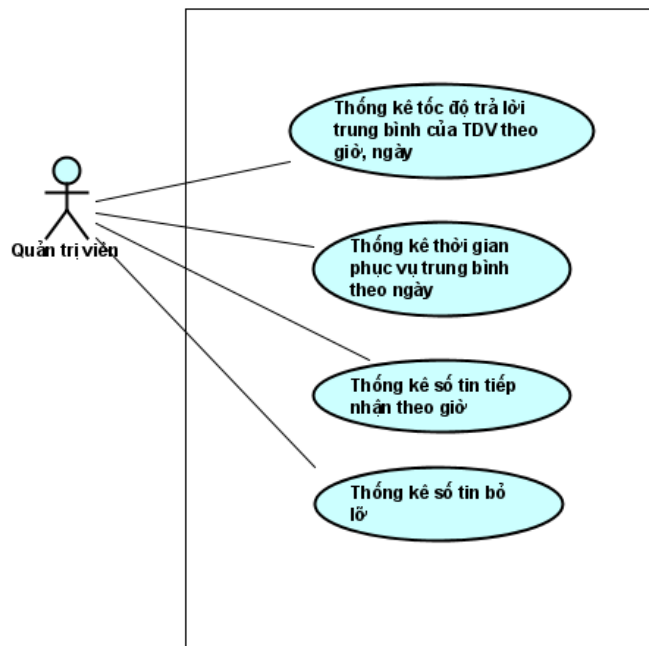 Thống kê tốc độ trả lời
trung bình của TDV theo
giờ, ngày
Quản trị viên
Thống kê thời gian
phục vụ trung bình
theo ngày
Thống kê số tin tiếp
nhận theo giờ
Thống kê số tin bỏ
lỡ